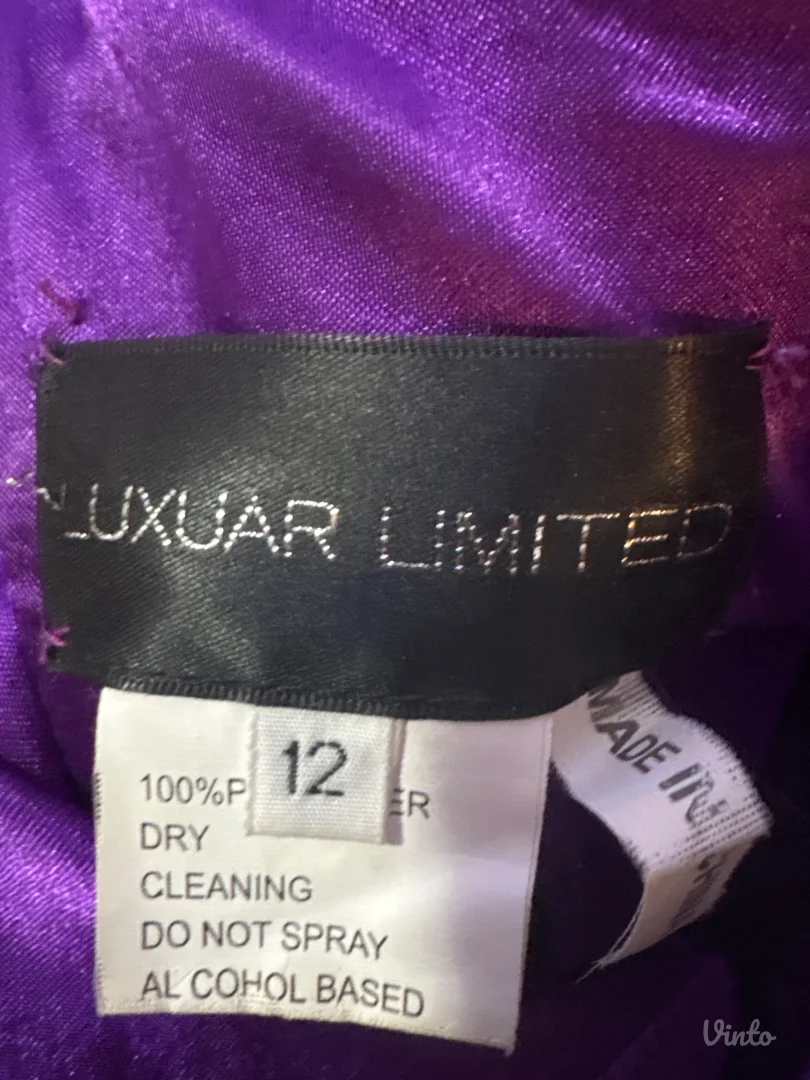 LUXUAR LIMITED
12
100%P ER
DRY
CLEANING
DO NOT SPRAY
AL COHOL BASED
MADE IN
Vinto